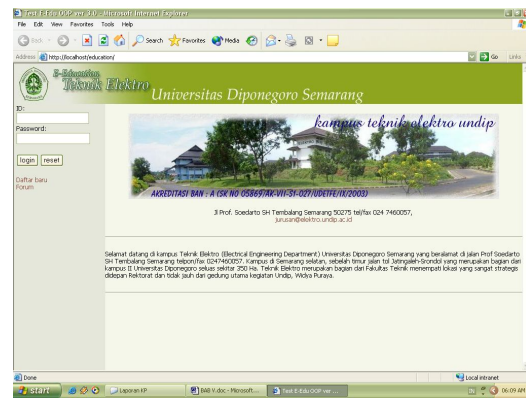 Test E-Edu OOP ver 3.0 - Microsoft Internet Explorer
File Edit View Favorites Tools Help
Back Search Favorites Media
Address http://localhost/education/ Go Links
E-Education
Teknik Elektro
Universitas Diponegoro Semarang
ID:
Password:
login reset
Daftar baru
Forum
kampus teknik elektro undip
AKREDITASI BAN : A (SK NO 05869/AK-VII-S1-027/UDETFE/IX/2003)
Jl Prof. Soedarto SH Tembalang Semarang 50275 tel/fax 024 7460057,
jurusan@elektro.undip.ac.id
Selamat datang di kampus Teknik Elektro (Electrical Engineering Department) Universitas Diponegoro Semarang yang beralamat di jalan Prof Soedarto
SH Tembalang Semarang telpon/fax 0247460057. Kampus di Semarang selatan, sebelah timur jalan tol Jatingaleh-Srondol yang merupakan bagian dari
kampus II Universitas Diponegoro seluas sekitar 350 Ha. Teknik Elektro merupakan bagian dari Fakultas Teknik menempati lokasi yang sangat strategis
didepan Rektorat dan tidak jauh dari gedung utama kegiatan Undip, Widya Puraya.
Done Local intranet
start Laporan KP BAB V.doc - Microsoft... Test E-Edu OOP ver ... 06:09 AM